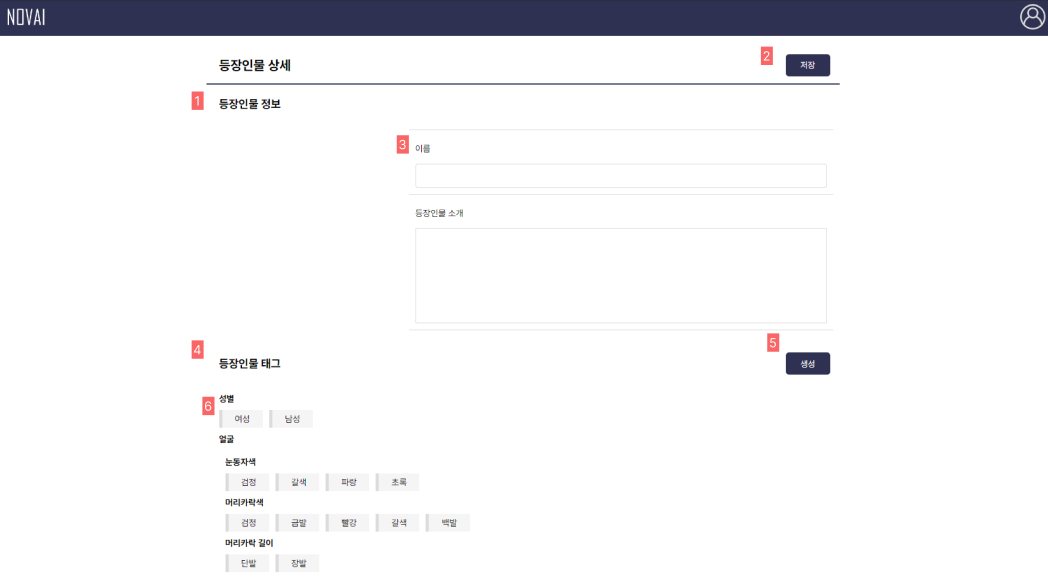 NOVAI
등장인물 상세
2
저장
1
등장인물 정보
3
이름
등장인물 소개
4
등장인물 태그
5
생성
6
성별
여성 남성
얼굴
눈동자색
검정 갈색 파랑 초록
머리카락색
검정 금발 빨강 갈색 백발
머리카락 길이
단발 장발